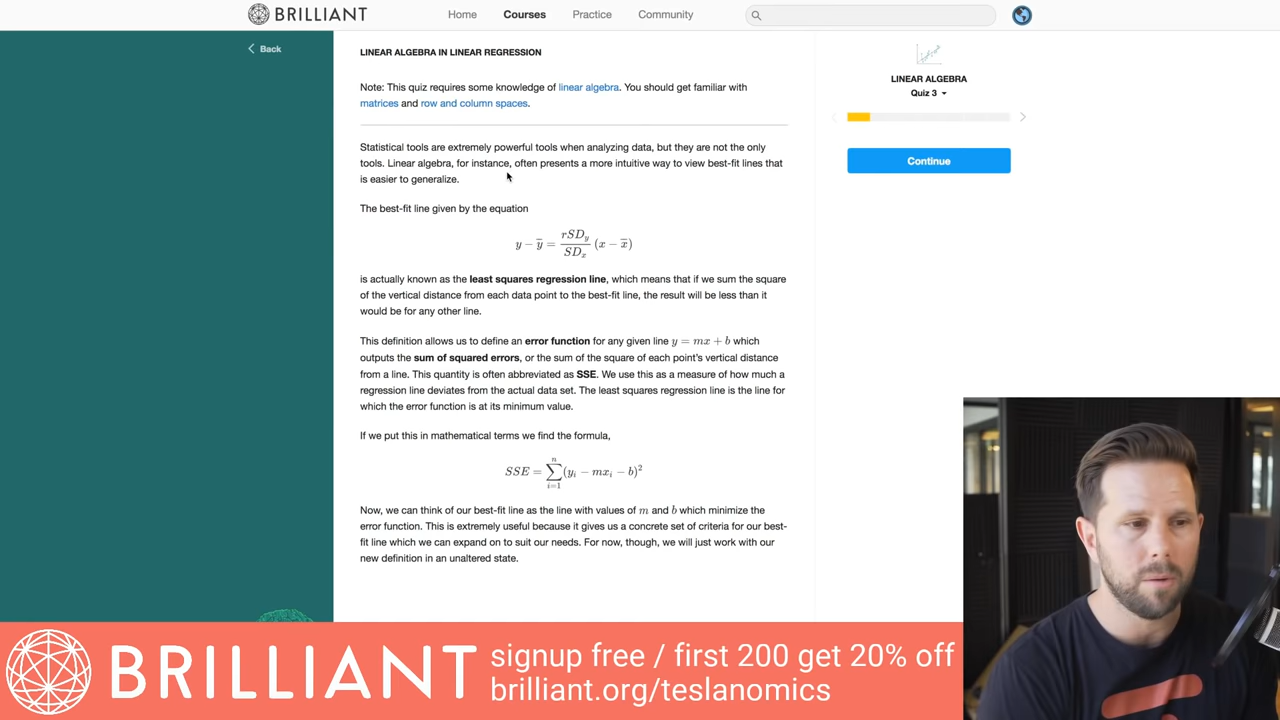 BRILLIANT
Home Courses Practice Community
Back
LINEAR ALGEBRA IN LINEAR REGRESSION
Note: This quiz requires some knowledge of linear algebra. You should get familiar with
matrices and row and column spaces.
Statistical tools are extremely powerful tools when analyzing data, but they are not the only
tools. Linear algebra, for instance, often presents a more intuitive way to view best-fit lines that
is easier to generalize.
The best-fit line given by the equation
y − y̅ = rSD_y / SD_x (x − x̅)
is actually known as the least squares regression line, which means that if we sum the square
of the vertical distance from each data point to the best-fit line, the result will be less than it
would be for any other line.
This definition allows us to define an error function for any given line y = mx + b which
outputs the sum of squared errors, or the sum of the square of each point's vertical distance
from a line. This quantity is often abbreviated as SSE. We use this as a measure of how much a
regression line deviates from the actual data set. The least squares regression line is the line for
which the error function is at its minimum value.
If we put this in mathematical terms we find the formula,
SSE = ∑_{i=1}^{n} (y_i − mx_i − b)²
Now, we can think of our best-fit line as the line with values of m and b which minimize the
error function. This is extremely useful because it gives us a concrete set of criteria for our best-
fit line which we can expand on to suit our needs. For now, though, we will just work with our
new definition in an unaltered state.
LINEAR ALGEBRA
Quiz 3
Continue
BRILLIANT
signup free / first 200 get 20% off
brilliant.org/teslanomics